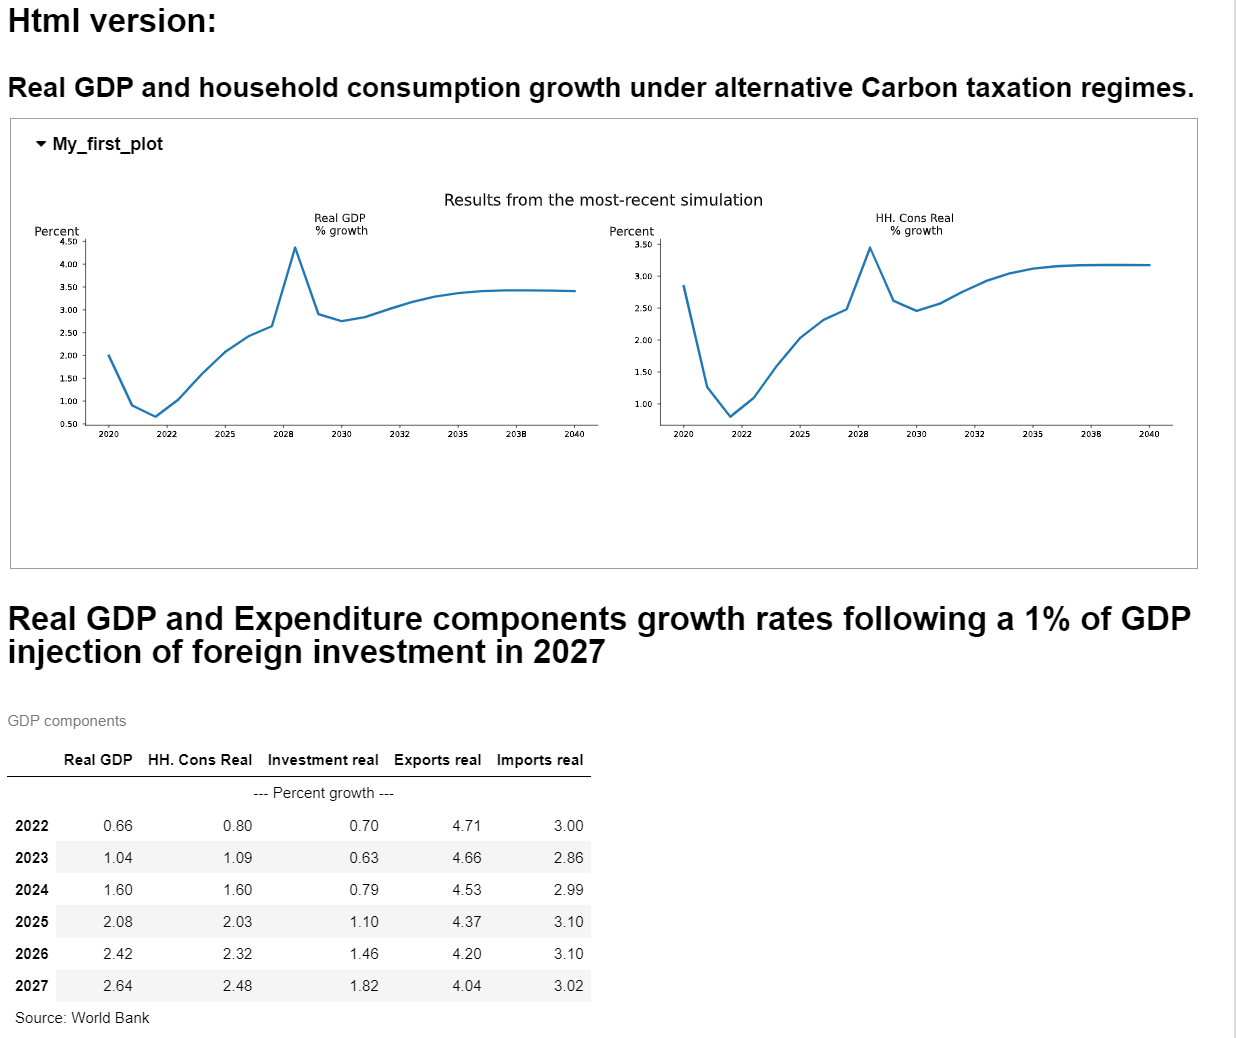 Html version:
Real GDP and household consumption growth under alternative Carbon taxation regimes.
My_first_plot
Results from the most-recent simulation
Real GDP
% growth
Percent
4.50
4.00
3.50
3.00
2.50
2.00
1.50
1.00
0.50
2020 2022 2025 2028 2030 2032 2035 2038 2040
HH. Cons Real
% growth
Percent
3.50
3.00
2.50
2.00
1.50
1.00
2020 2022 2025 2028 2030 2032 2035 2038 2040
Real GDP and Expenditure components growth rates following a 1% of GDP
injection of foreign investment in 2027
GDP components
Real GDP HH. Cons Real Investment real Exports real Imports real
--- Percent growth ---
2022 0.66 0.80 0.70 4.71 3.00
2023 1.04 1.09 0.63 4.66 2.86
2024 1.60 1.60 0.79 4.53 2.99
2025 2.08 2.03 1.10 4.37 3.10
2026 2.42 2.32 1.46 4.20 3.10
2027 2.64 2.48 1.82 4.04 3.02
Source: World Bank